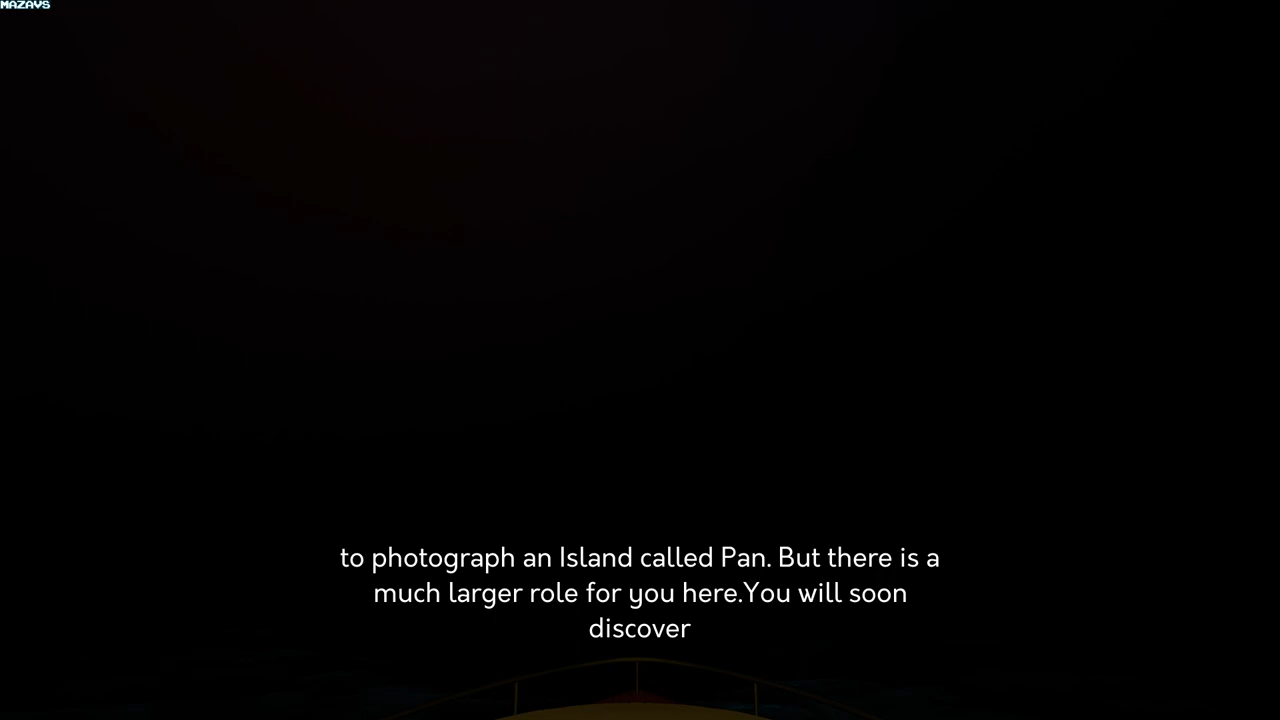 MAZAVS
to photograph an Island called Pan. But there is a
much larger role for you here.You will soon
discover